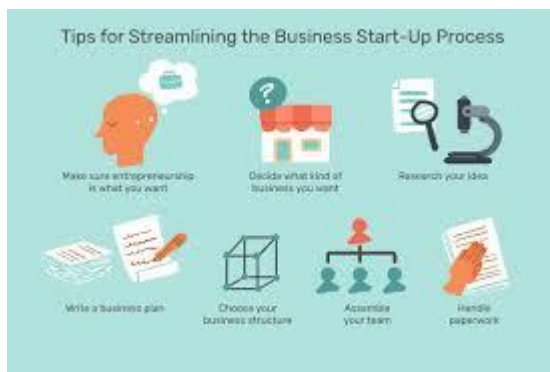 Tips for Streamlining the Business Start-Up Process
?
Make sure entrepreneurship
is what you want
Decide what kind of
business you want
Research your idea
Write a business plan
Choose your
business structure
Assemble
your team
Handle
paperwork